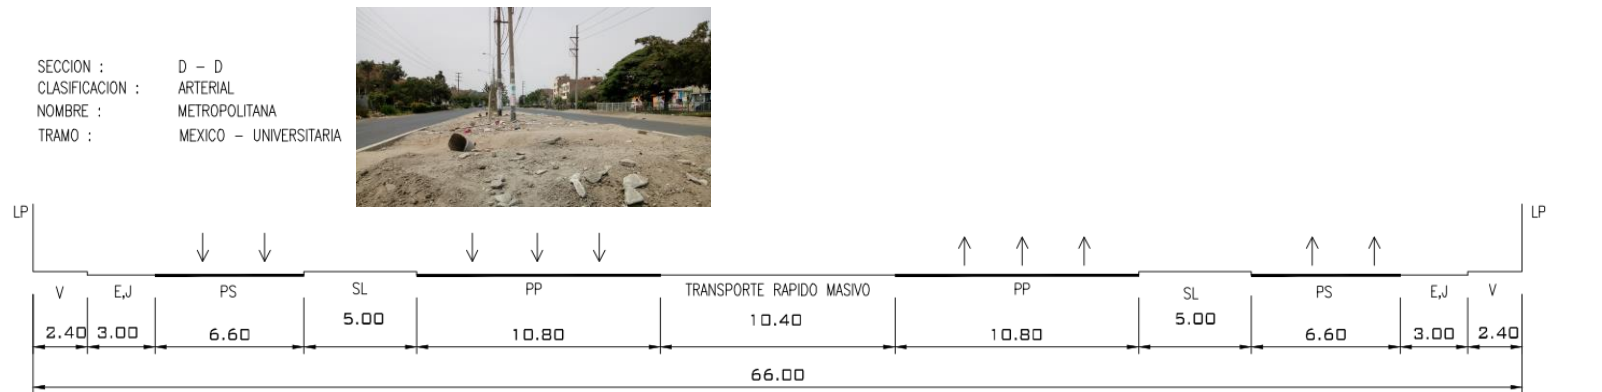 SECCION : D - D
CLASIFICACION : ARTERIAL
NOMBRE : METROPOLITANA
TRAMO : MEXICO - UNIVERSITARIA
LP LP
V E,J PS SL PP TRANSPORTE RAPIDO MASIVO PP SL PS E,J V
2.40 3.00 6.60 5.00 10.80 10.40 10.80 5.00 6.60 3.00 2.40
66.00